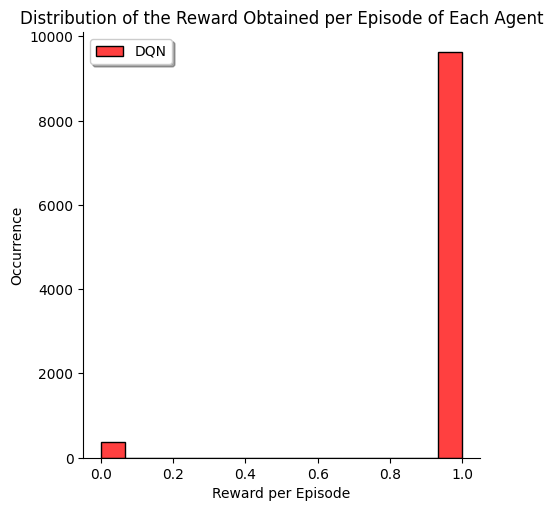 Distribution of the Reward Obtained per Episode of Each Agent
DQN
Occurrence
10000
8000
6000
4000
2000
0
0.0 0.2 0.4 0.6 0.8 1.0
Reward per Episode